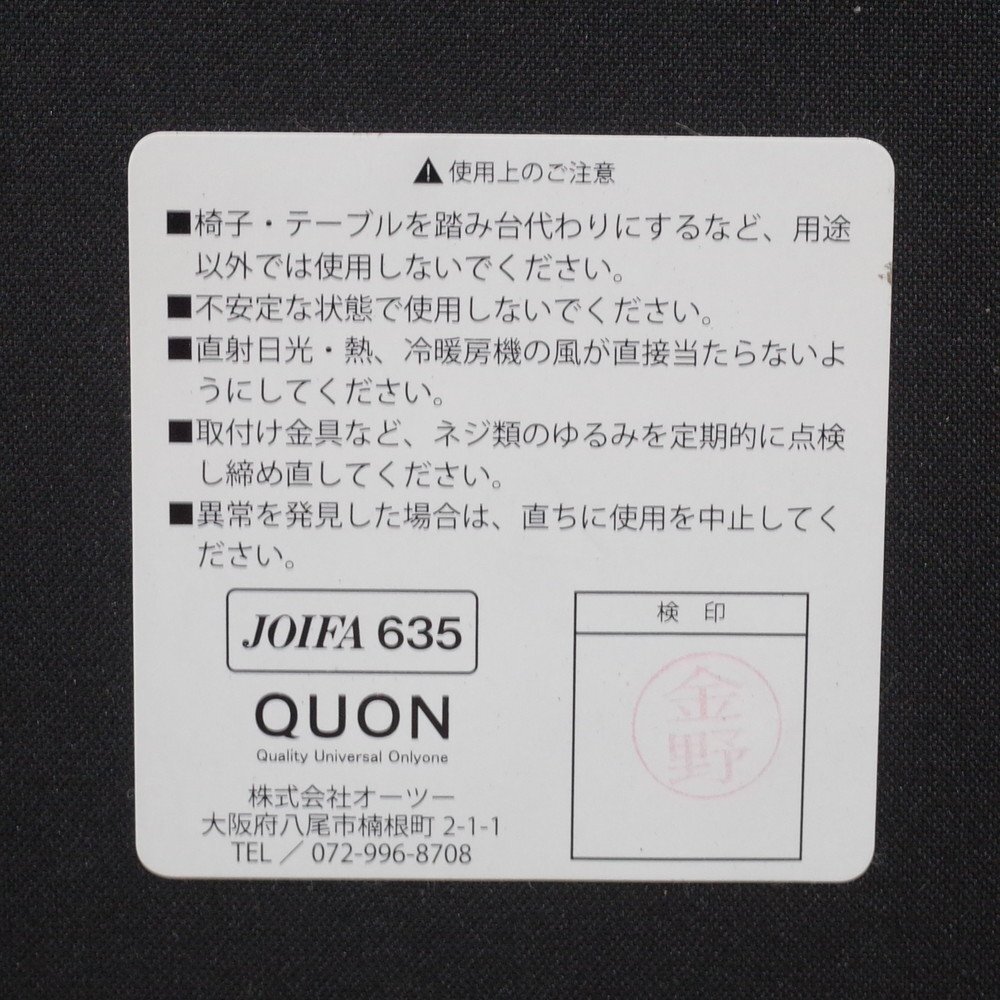 ⚠使用上のご注意
■椅子・テーブルを踏み台代わりにするなど、用途
以外では使用しないでください。
■不安定な状態で使用しないでください。
■直射日光・熱、冷暖房機の風が直接当たらないよ
うにしてください。
■取付け金具など、ネジ類のゆるみを定期的に点検
し締め直してください。
■異常を発見した場合は、直ちに使用を中止してく
ださい。
JOIFA 635
QUON
Quality Universal Onlyone
株式会社オーツー
大阪府八尾市楠根町 2-1-1
TEL／072-996-8708
検 印
金
野